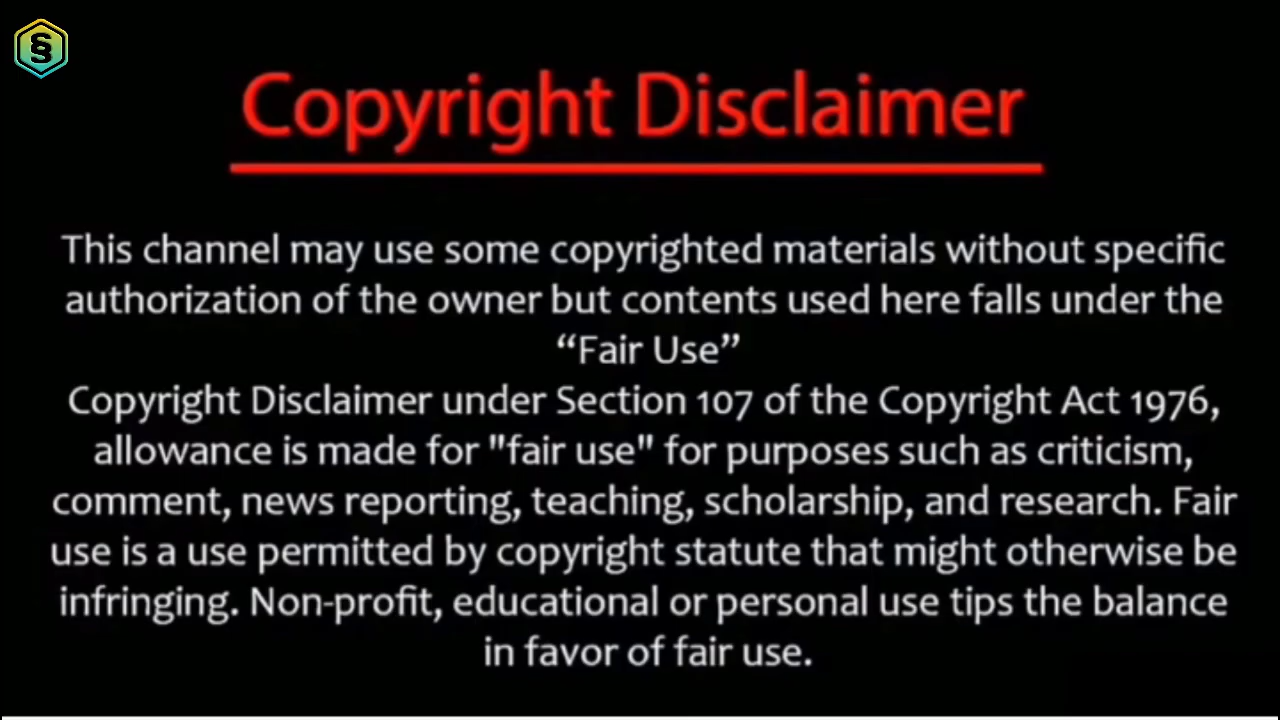 Copyright Disclaimer
This channel may use some copyrighted materials without specific
authorization of the owner but contents used here falls under the
“Fair Use”
Copyright Disclaimer under Section 107 of the Copyright Act 1976,
allowance is made for "fair use" for purposes such as criticism,
comment, news reporting, teaching, scholarship, and research. Fair
use is a use permitted by copyright statute that might otherwise be
infringing. Non-profit, educational or personal use tips the balance
in favor of fair use.